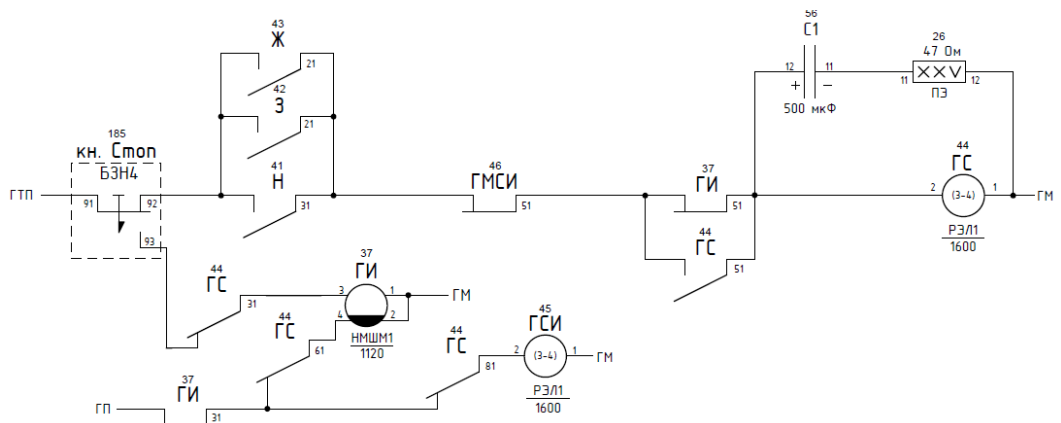 43
Ж
21
42
З
21
41
Н
31
185
кн. Стоп
БЗН4
91
92
93
ГТП
46
ГМСИ
51
37
ГИ
51
44
ГС
51
56
С1
12
11
+
−
500 мкФ
26
47 Ом
11
XXV
12
ПЭ
44
ГС
2
(3-4)
1
ГМ
РЭЛ1
1600
44
ГС
31
37
ГИ
3
1
4
2
ГМ
НМШМ1
1120
44
ГС
61
44
ГС
81
45
ГСИ
2
(3-4)
1
ГМ
РЭЛ1
1600
37
ГИ
31
ГП